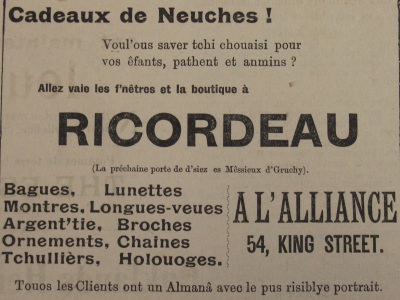 Cadeaux de Neuches !
Voul'ous saver tchi chouaisi pour
vos êfants, pathent et anmins ?
Allez vaie les f'nêtres et la boutique à
RICORDEAU
(La préchaine porte de d'siez es Mêssieux d'Gruchy).
Bagues, Lunettes
Montres, Longues-veues
Argent'tie, Broches
Ornements, Chaines
Tchullièrs, Holouoges.
A L'ALLIANCE
54, KING STREET.
Touos les Clients ont un Almanâ avec le pus risiblye portrait.